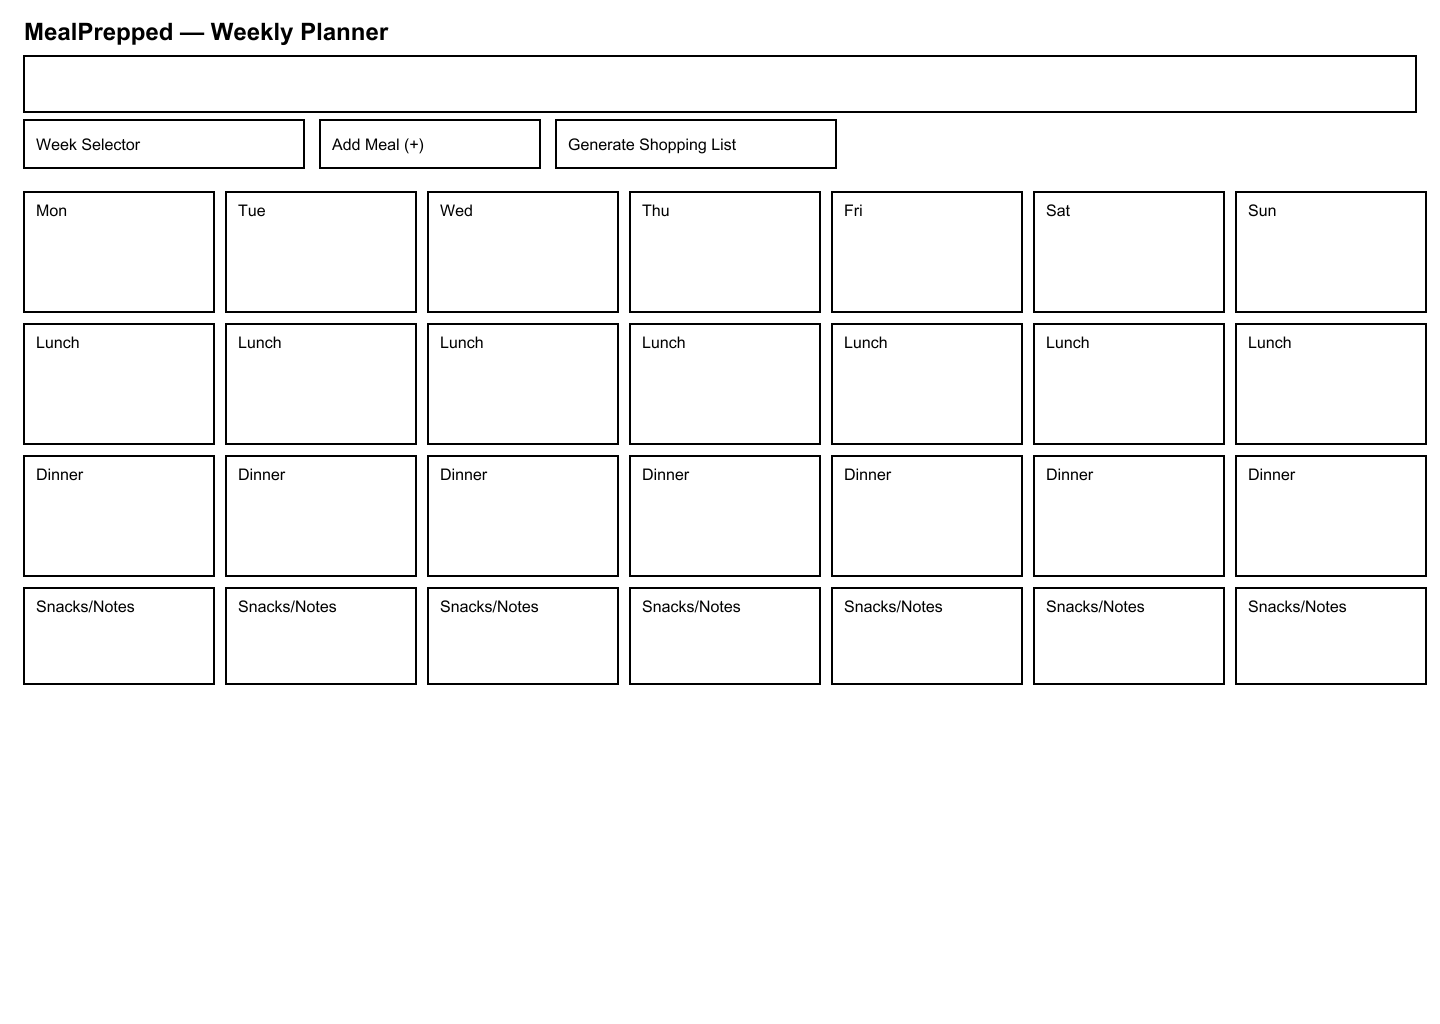 MealPrepped — Weekly Planner
Week Selector
Add Meal (+)
Generate Shopping List
Mon
Tue
Wed
Thu
Fri
Sat
Sun
Lunch
Lunch
Lunch
Lunch
Lunch
Lunch
Lunch
Dinner
Dinner
Dinner
Dinner
Dinner
Dinner
Dinner
Snacks/Notes
Snacks/Notes
Snacks/Notes
Snacks/Notes
Snacks/Notes
Snacks/Notes
Snacks/Notes